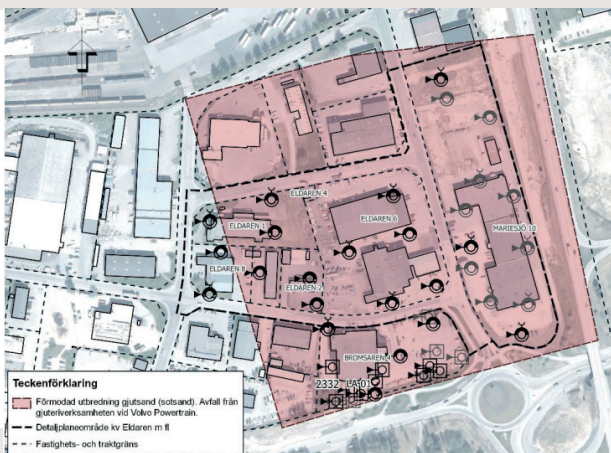 ELDAREN 4
ELDAREN 1
ELDAREN 6
MARIESJÖ 10
ELDAREN 8
ELDAREN 2
BROMSAREN 4
2332 LA 01
Teckenförklaring
Förmodad utbredning gjutsand (sotsand). Avfall från
gjuteriverksamheten vid Volvo Powertrain.
Detaljplaneområde kv Eldaren m fl
Fastighets- och traktgräns